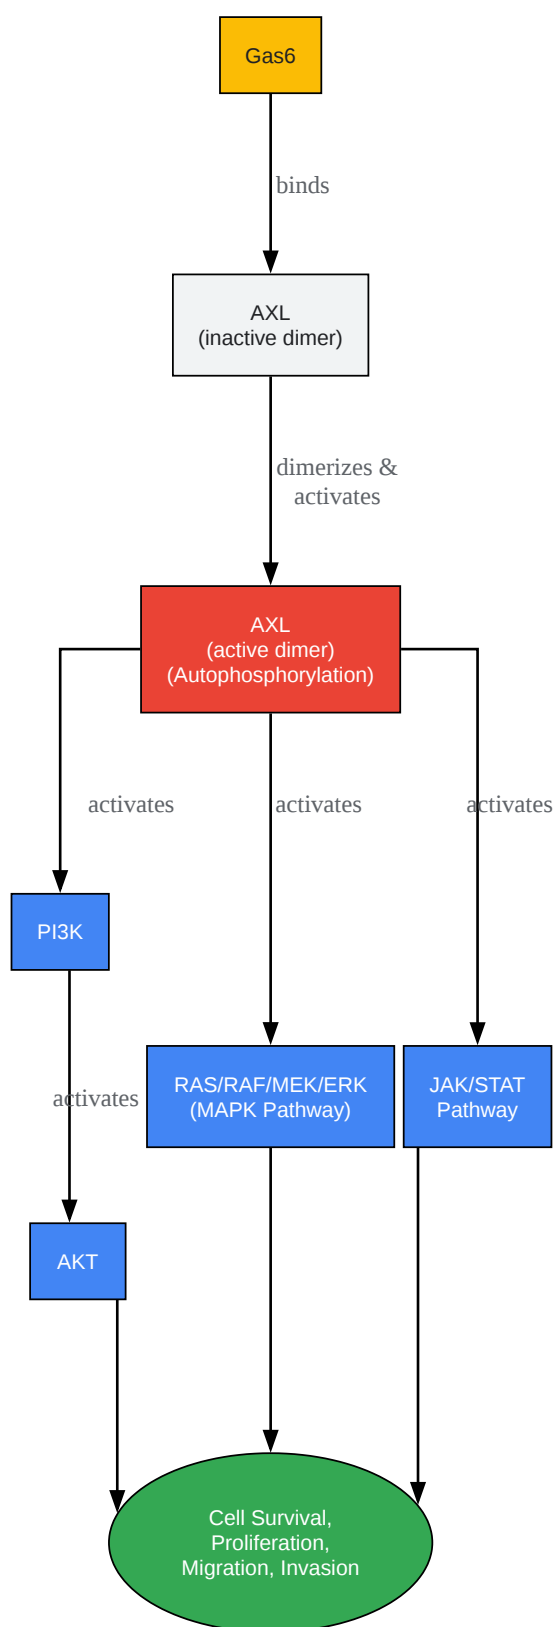 Gas6
binds
AXL
(inactive dimer)
dimerizes &
activates
AXL
(active dimer)
(Autophosphorylation)
activates
activates
activates
PI3K
RAS/RAF/MEK/ERK
(MAPK Pathway)
JAK/STAT
Pathway
activates
AKT
Cell Survival,
Proliferation,
Migration, Invasion